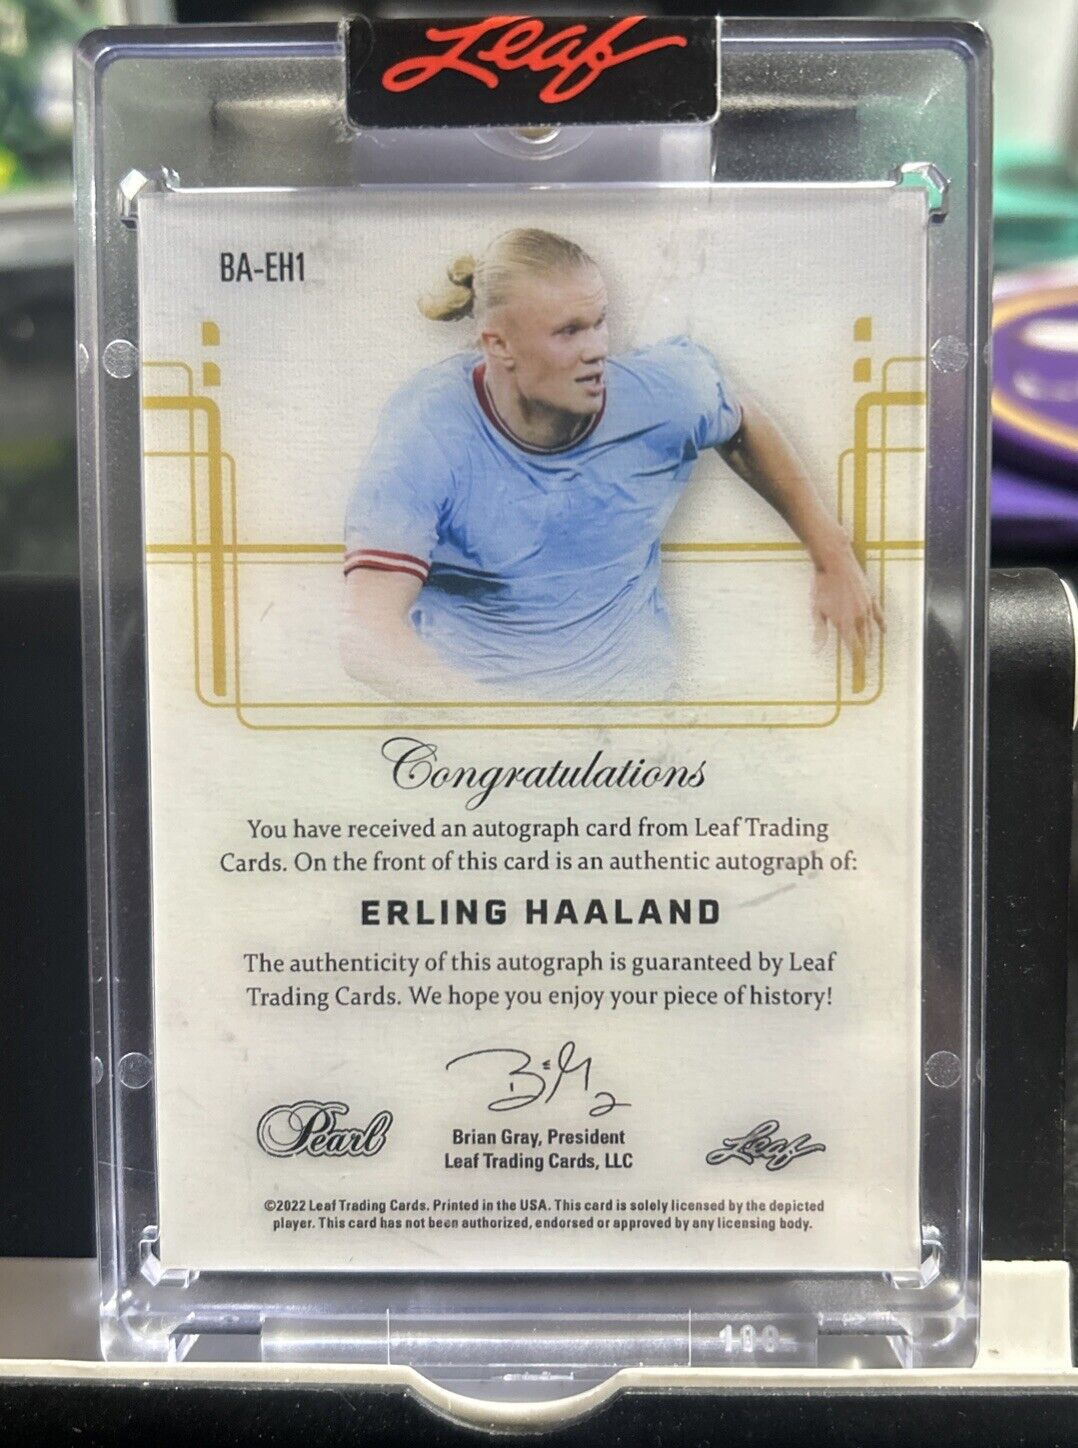 Leaf
BA-EH1
Congratulations
You have received an autograph card from Leaf Trading
Cards. On the front of this card is an authentic autograph of:
ERLING HAALAND
The authenticity of this autograph is guaranteed by Leaf
Trading Cards. We hope you enjoy your piece of history!
Pearl
Brian Gray, President
Leaf Trading Cards, LLC
Leaf
©2022 Leaf Trading Cards. Printed in the USA. This card is solely licensed by the depicted
player. This card has not been authorized, endorsed or approved by any licensing body.